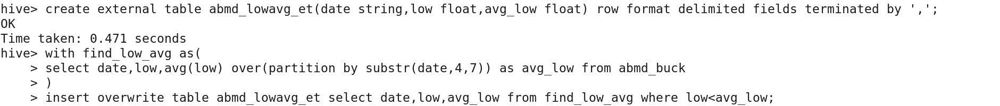 hive> create external table abmd_lowavg_et(date string,low float,avg_low float) row format delimited fields terminated by ',';
OK
Time taken: 0.471 seconds
hive> with find_low_avg as(
    > select date,low,avg(low) over(partition by substr(date,4,7)) as avg_low from abmd_buck
    > )
    > insert overwrite table abmd_lowavg_et select date,low,avg_low from find_low_avg where low<avg_low;